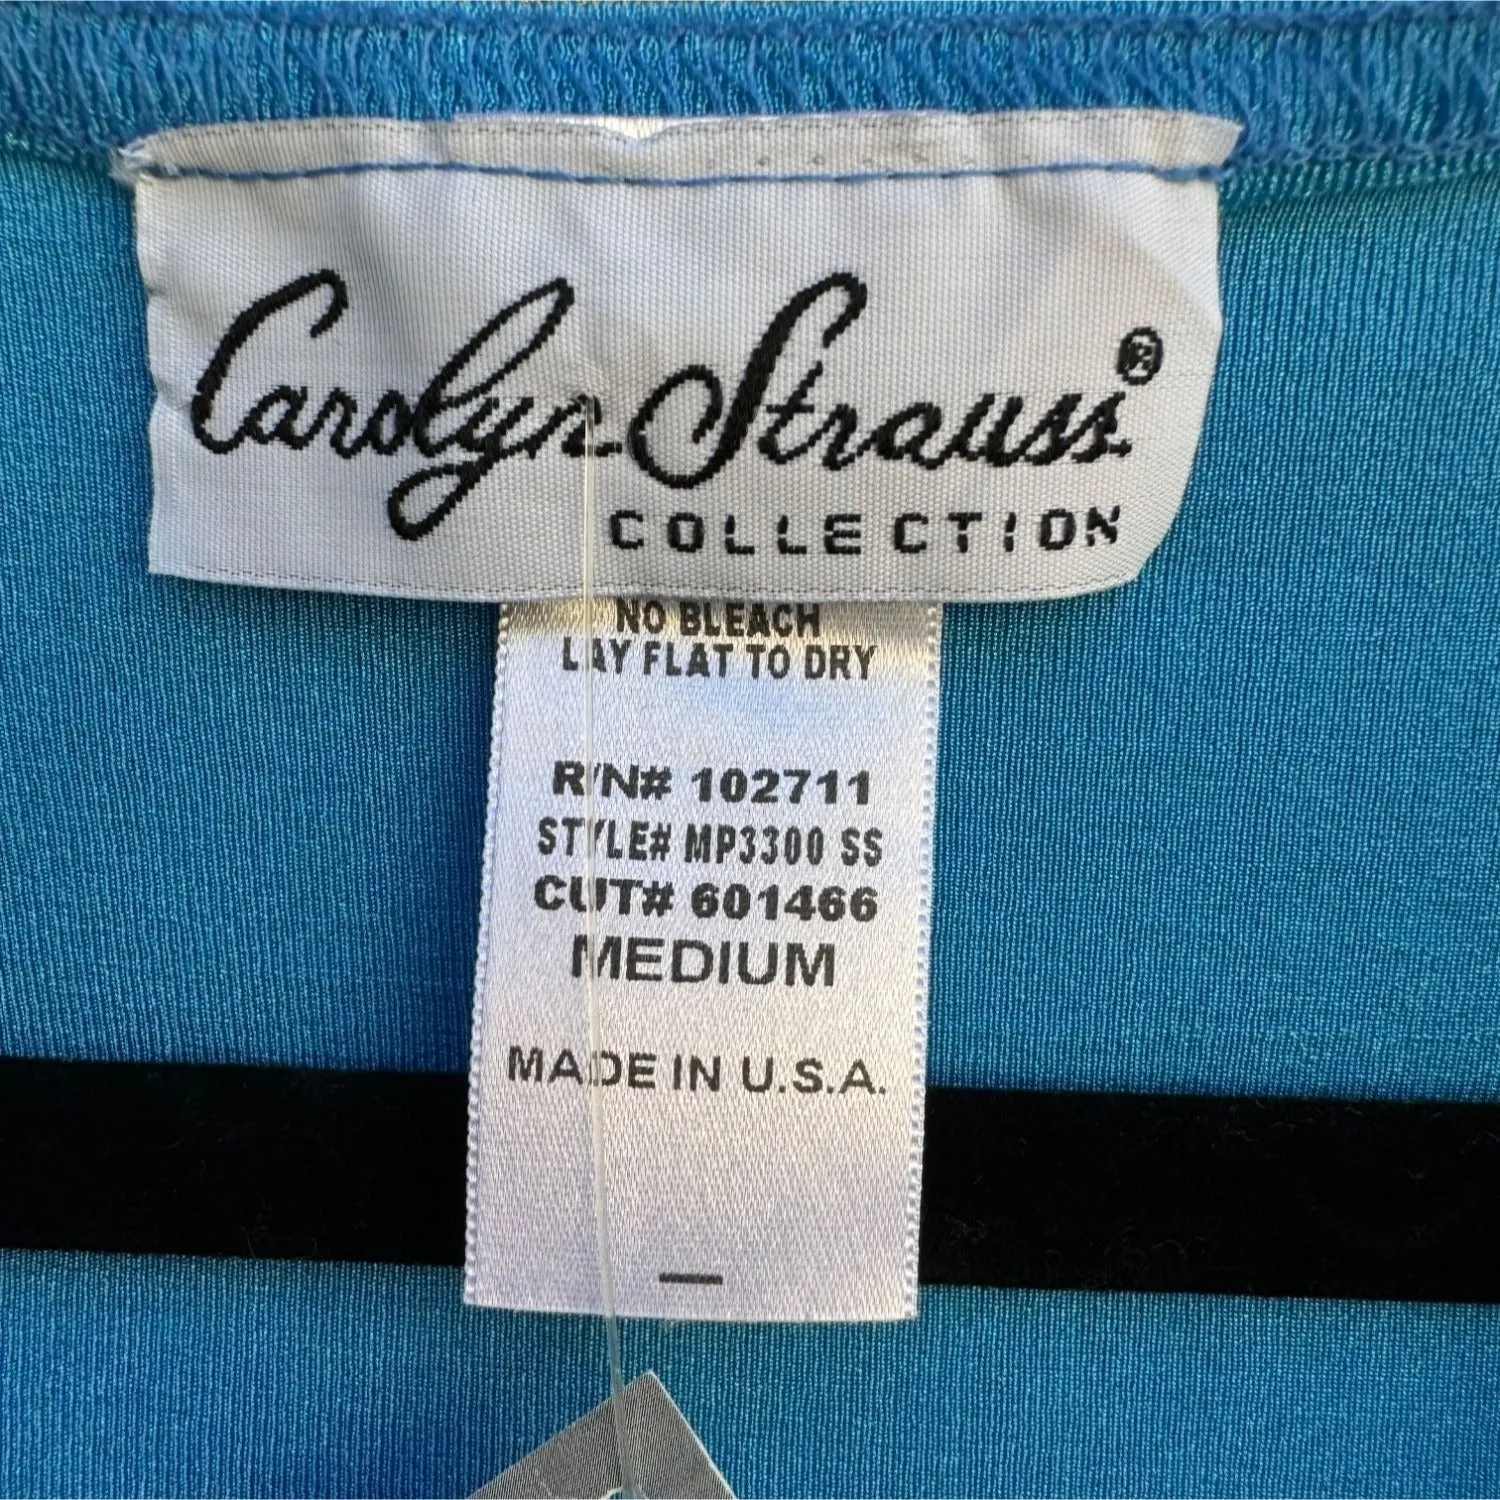 Carolyn Strauss®
COLLECTION
NO BLEACH
LAY FLAT TO DRY
R/N# 102711
STYLE# MP3300 SS
CUT# 601466
MEDIUM
MADE IN U.S.A.